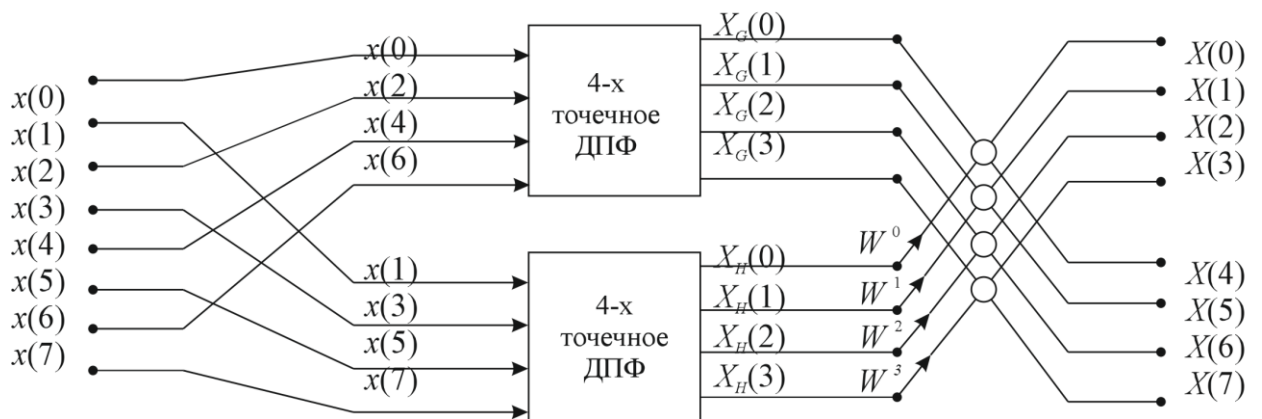 x(0)
x(1)
x(2)
x(3)
x(4)
x(5)
x(6)
x(7)
x(0)
x(2)
x(4)
x(6)
x(1)
x(3)
x(5)
x(7)
4-х
точечное
ДПФ
4-х
точечное
ДПФ
X_G(0)
X_G(1)
X_G(2)
X_G(3)
X_H(0)
X_H(1)
X_H(2)
X_H(3)
W^0
W^1
W^2
W^3
X(0)
X(1)
X(2)
X(3)
X(4)
X(5)
X(6)
X(7)